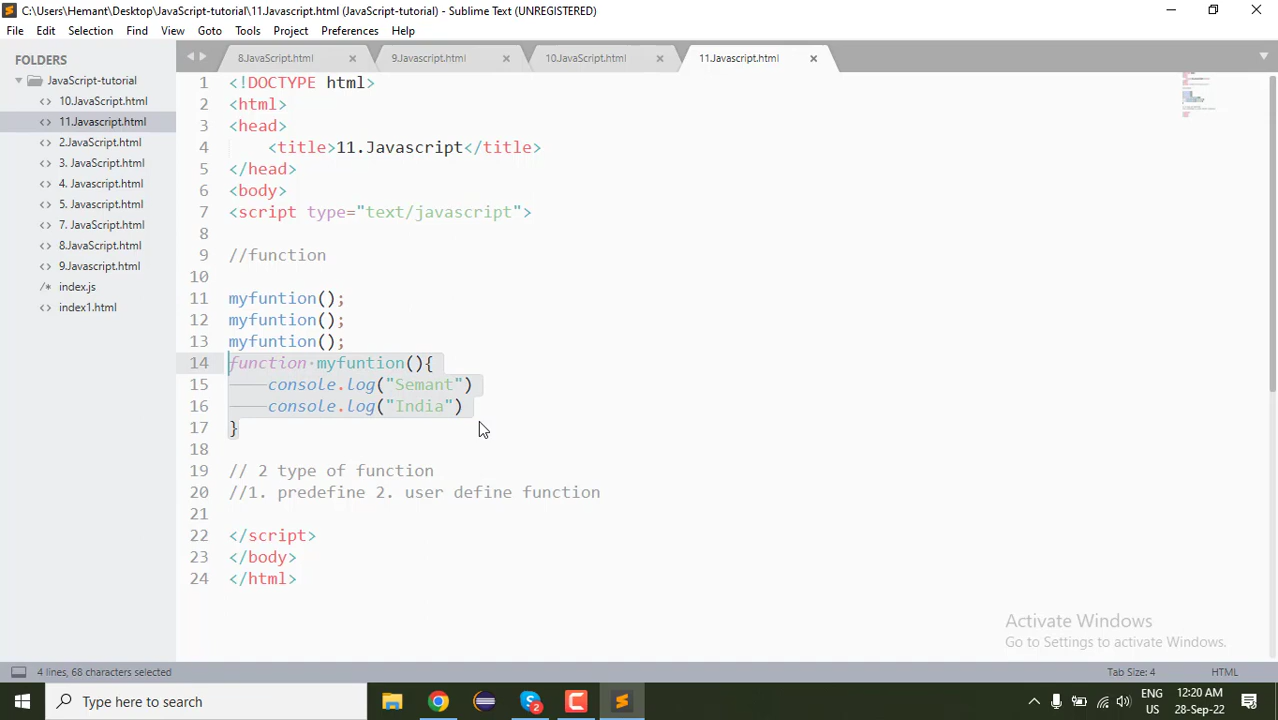 C:\Users\Hemant\Desktop\JavaScript-tutorial\11.Javascript.html (JavaScript-tutorial) - Sublime Text (UNREGISTERED)
File Edit Selection Find View Goto Tools Project Preferences Help
FOLDERS
JavaScript-tutorial
10.JavaScript.html
11.Javascript.html
2.JavaScript.html
3. JavaScript.html
4. Javascript.html
5. Javascript.html
7. JavaScript.html
8.JavaScript.html
9.Javascript.html
index.js
index1.html
8.JavaScript.html 9.Javascript.html 10.JavaScript.html 11.Javascript.html
1 <!DOCTYPE html>
2 <html>
3 <head>
4 <title>11.Javascript</title>
5 </head>
6 <body>
7 <script type="text/javascript">
8
9 //function
10
11 myfuntion();
12 myfuntion();
13 myfuntion();
14 function myfuntion(){
15 console.log("Semant")
16 console.log("India")
17 }
18
19 // 2 type of function
20 //1. predefine 2. user define function
21
22 </script>
23 </body>
24 </html>
Activate Windows
Go to Settings to activate Windows.
4 lines, 68 characters selected Tab Size: 4 HTML
Type here to search
2
ENG
US
12:20 AM
28-Sep-22